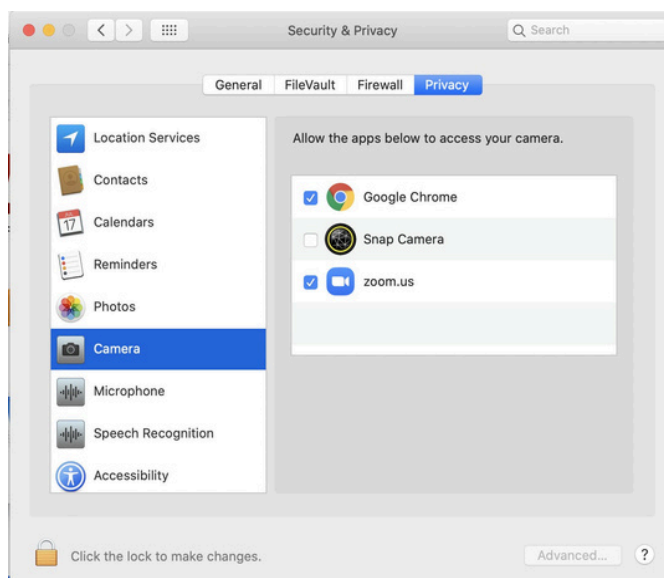 Security & Privacy
Search
General FileVault Firewall Privacy
Location Services
Contacts
Calendars
Reminders
Photos
Camera
Microphone
Speech Recognition
Accessibility
Allow the apps below to access your camera.
Google Chrome
Snap Camera
zoom.us
Click the lock to make changes.
Advanced...
?